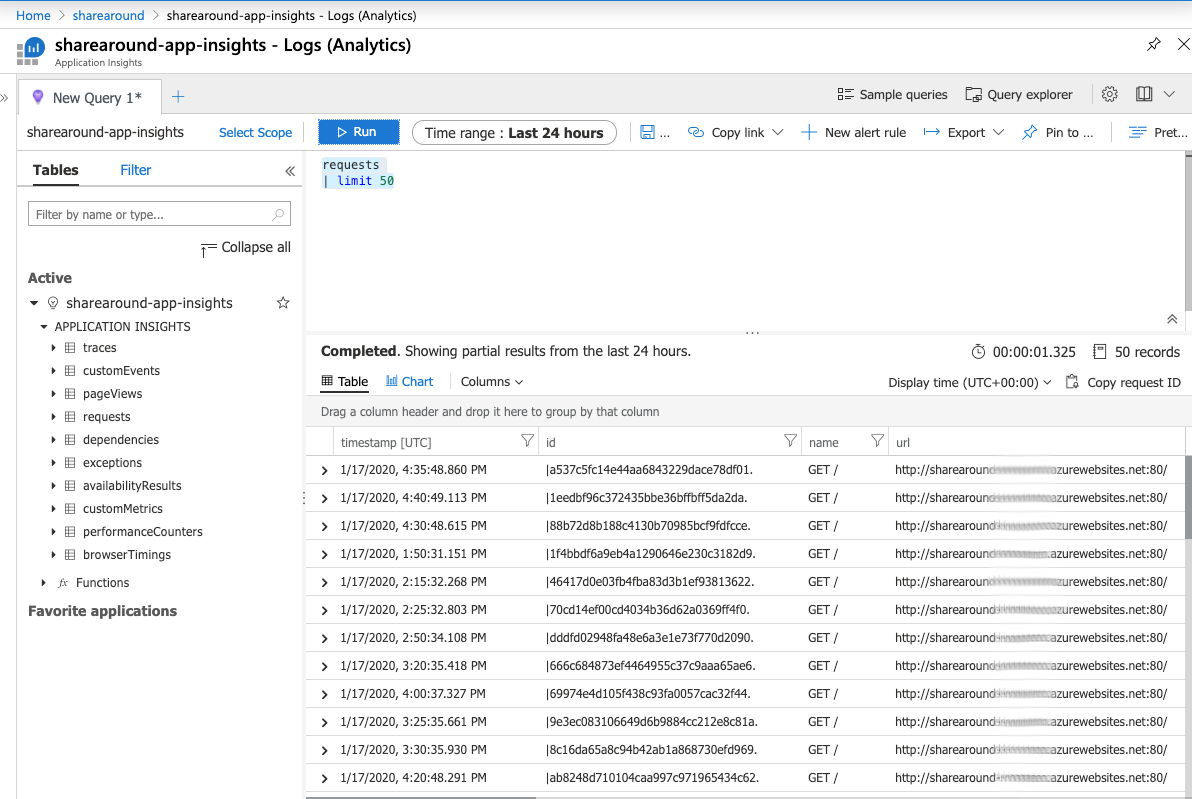 Home > sharearound > sharearound-app-insights - Logs (Analytics)
sharearound-app-insights - Logs (Analytics)
Application Insights
New Query 1*
Sample queries
Query explorer
sharearound-app-insights
Select Scope
Run
Time range : Last 24 hours
...
Copy link
New alert rule
Export
Pin to ...
Pret...
Tables
Filter
Filter by name or type...
Collapse all
Active
sharearound-app-insights
APPLICATION INSIGHTS
traces
customEvents
pageViews
requests
dependencies
exceptions
availabilityResults
customMetrics
performanceCounters
browserTimings
fx Functions
Favorite applications
requests
| limit 50
Completed. Showing partial results from the last 24 hours.
00:00:01.325
50 records
Table
Chart
Columns
Display time (UTC+00:00)
Copy request ID
Drag a column header and drop it here to group by that column
timestamp [UTC] id name url
1/17/2020, 4:35:48.860 PM |a537c5fc14e44aa6843229dace78df01. GET / http://sharearound azurewebsites.net:80/
1/17/2020, 4:40:49.113 PM |1eedbf96c372435bbe36bffbff5da2da. GET / http://sharearound azurewebsites.net:80/
1/17/2020, 4:30:48.615 PM |88b72d8b188c4130b70985bcf9fdfcce. GET / http://sharearound azurewebsites.net:80/
1/17/2020, 1:50:31.151 PM |1f4bbdf6a9eb4a1290646e230c3182d9. GET / http://sharearound .azurewebsites.net:80/
1/17/2020, 2:15:32.268 PM |46417d0e03fb4fba83d3b1ef93813622. GET / http://sharearound azurewebsites.net:80/
1/17/2020, 2:25:32.803 PM |70cd14ef00cd4034b36d62a0369ff4f0. GET / http://sharearound azurewebsites.net:80/
1/17/2020, 2:50:34.108 PM |dddfd02948fa48e6a3e1e73f770d2090. GET / http://sharearound .azurewebsites.net:80/
1/17/2020, 3:20:35.418 PM |666c684873ef4464955c37c9aaa65ae6. GET / http://sharearound azurewebsites.net:80/
1/17/2020, 4:00:37.327 PM |69974e4d105f438c93fa0057cac32f44. GET / http://sharearound .azurewebsites.net:80/
1/17/2020, 3:25:35.661 PM |9e3ec083106649d6b9884cc212e8c81a. GET / http://sharearound .azurewebsites.net:80/
1/17/2020, 3:30:35.930 PM |8c16da65a8c94b42ab1a868730efd969. GET / http://sharearound .azurewebsites.net:80/
1/17/2020, 4:20:48.291 PM |ab8248d710104caa997c971965434c62. GET / http://sharearound .azurewebsites.net:80/